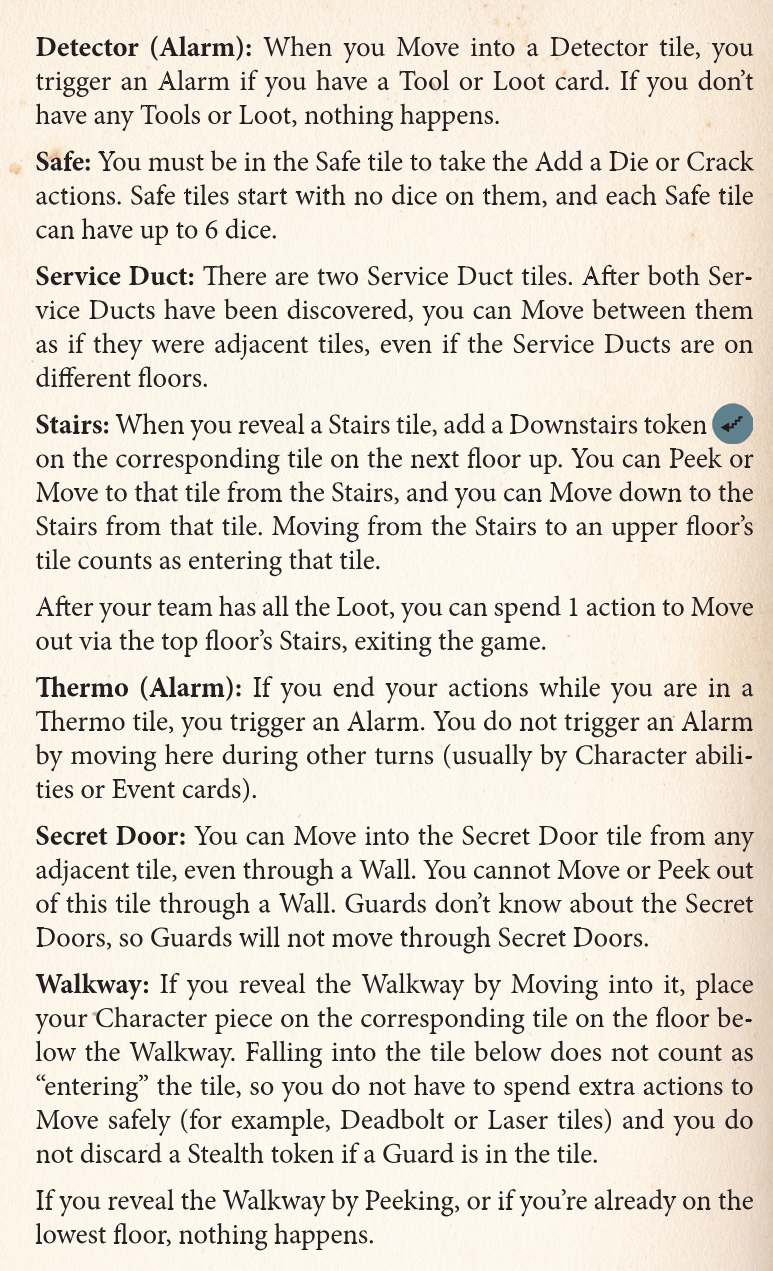 Detector (Alarm): When you Move into a Detector tile, you
trigger an Alarm if you have a Tool or Loot card. If you don’t
have any Tools or Loot, nothing happens.
Safe: You must be in the Safe tile to take the Add a Die or Crack
actions. Safe tiles start with no dice on them, and each Safe tile
can have up to 6 dice.
Service Duct: There are two Service Duct tiles. After both Ser-
vice Ducts have been discovered, you can Move between them
as if they were adjacent tiles, even if the Service Ducts are on
different floors.
Stairs: When you reveal a Stairs tile, add a Downstairs token
on the corresponding tile on the next floor up. You can Peek or
Move to that tile from the Stairs, and you can Move down to the
Stairs from that tile. Moving from the Stairs to an upper floor’s
tile counts as entering that tile.
After your team has all the Loot, you can spend 1 action to Move
out via the top floor’s Stairs, exiting the game.
Thermo (Alarm): If you end your actions while you are in a
Thermo tile, you trigger an Alarm. You do not trigger an Alarm
by moving here during other turns (usually by Character abili-
ties or Event cards).
Secret Door: You can Move into the Secret Door tile from any
adjacent tile, even through a Wall. You cannot Move or Peek out
of this tile through a Wall. Guards don’t know about the Secret
Doors, so Guards will not move through Secret Doors.
Walkway: If you reveal the Walkway by Moving into it, place
your Character piece on the corresponding tile on the floor be-
low the Walkway. Falling into the tile below does not count as
“entering” the tile, so you do not have to spend extra actions to
Move safely (for example, Deadbolt or Laser tiles) and you do
not discard a Stealth token if a Guard is in the tile.
If you reveal the Walkway by Peeking, or if you’re already on the
lowest floor, nothing happens.